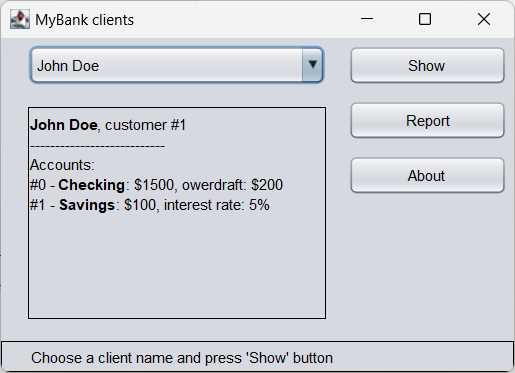 MyBank clients
John Doe
Show
Report
About
John Doe, customer #1
---------------------------
Accounts:
#0 - Checking: $1500, owerdraft: $200
#1 - Savings: $100, interest rate: 5%
Choose a client name and press 'Show' button